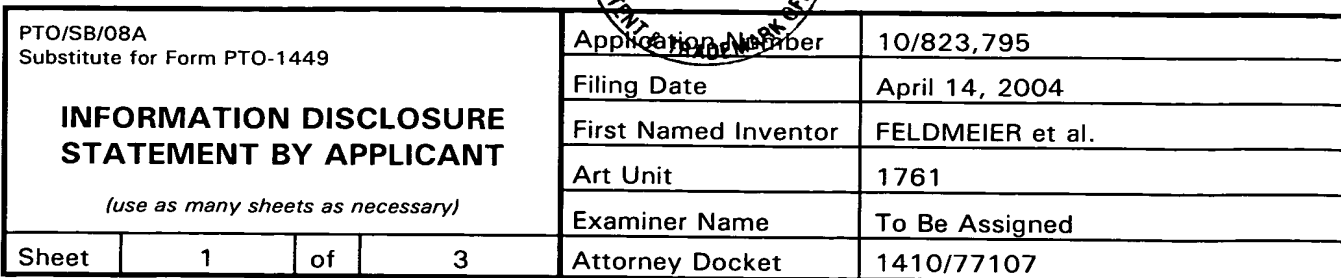 PTO/SB/08A
Substitute for Form PTO-1449
INFORMATION DISCLOSURE
STATEMENT BY APPLICANT
(use as many sheets as necessary)
Sheet 1 of 3
Application Number 10/823,795
Filing Date April 14, 2004
First Named Inventor FELDMEIER et al.
Art Unit 1761
Examiner Name To Be Assigned
Attorney Docket 1410/77107
& TRADEMARK